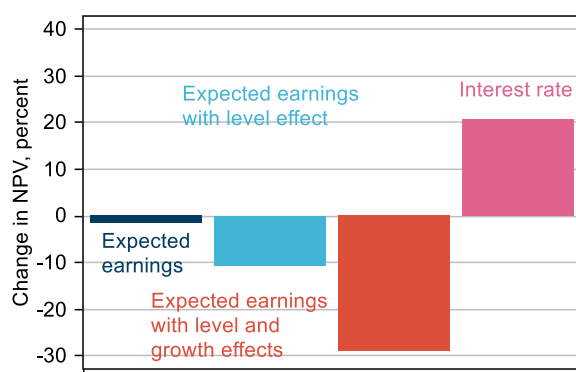 40
30
20
10
0
-10
-20
-30
Change in NPV, percent
Expected earnings
with level effect
Interest rate
Expected
earnings
Expected earnings
with level and
growth effects